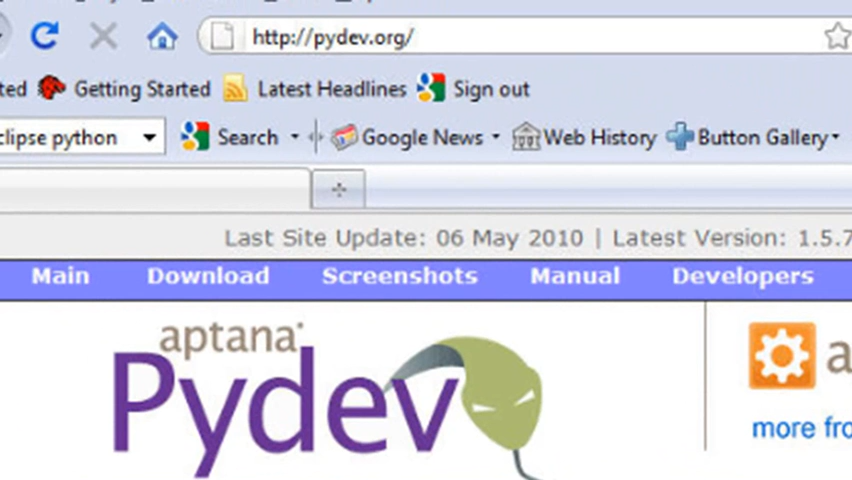 http://pydev.org/
ted Getting Started Latest Headlines Sign out
clipse python Search Google News Web History Button Gallery
Last Site Update: 06 May 2010 | Latest Version: 1.5.7
Main Download Screenshots Manual Developers
aptana
Pydev
a
more fro